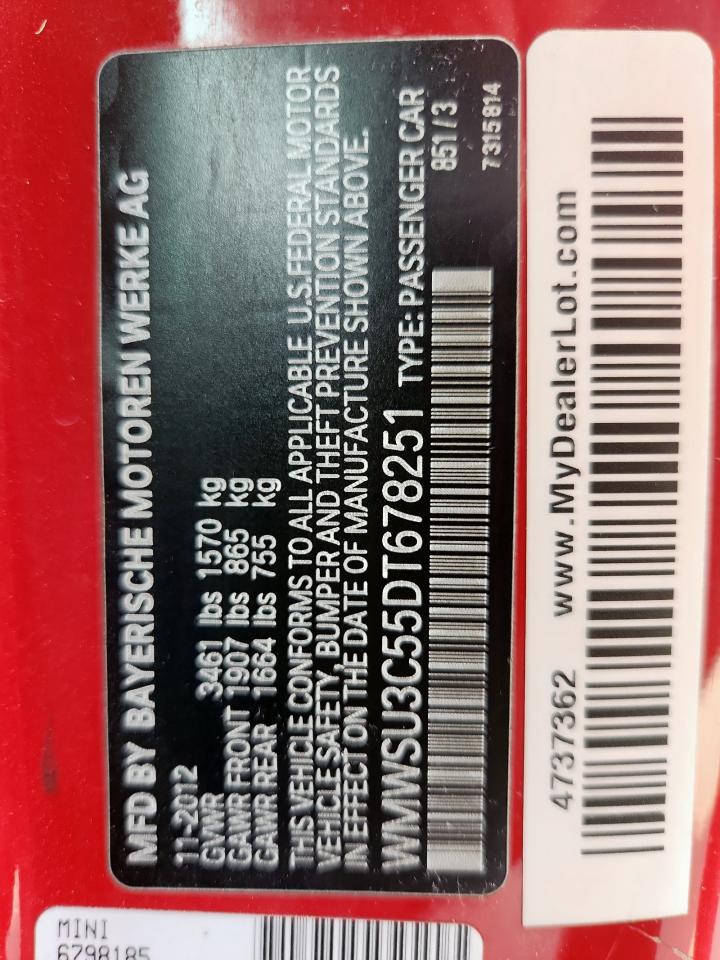 MFD BY BAYERISCHE MOTOREN WERKE AG
11-2012
GVWR 3461 lbs 1570 kg
GAWR FRONT 1907 lbs 865 kg
GAWR REAR 1664 lbs 755 kg
THIS VEHICLE CONFORMS TO ALL APPLICABLE U.S.FEDERAL MOTOR
VEHICLE SAFETY, BUMPER AND THEFT PREVENTION STANDARDS
IN EFFECT ON THE DATE OF MANUFACTURE SHOWN ABOVE.
WMWSU3C55DT678251 TYPE: PASSENGER CAR
851/3
7315814
4737362 www.MyDealerLot.com
MINI
6798185